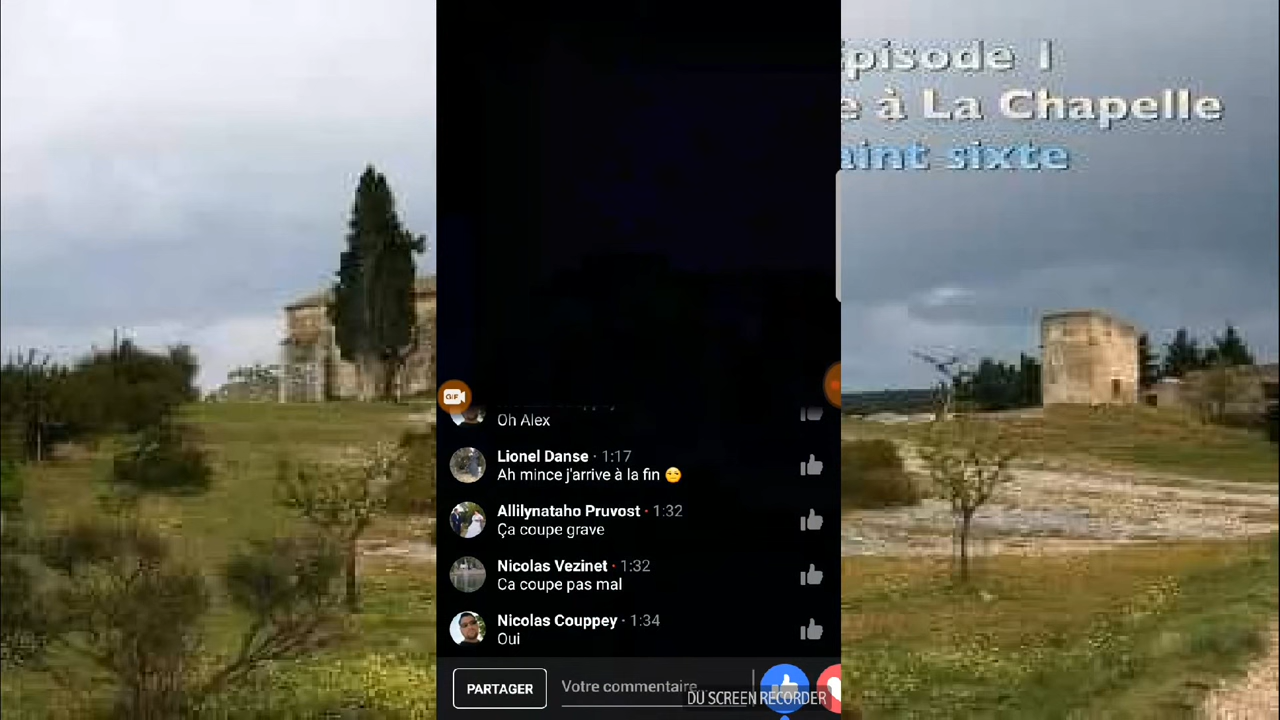 pisode 1
e à La Chapelle
aint sixte
GIF
Oh Alex
Lionel Danse · 1:17
Ah mince j'arrive à la fin
Allilynataho Pruvost · 1:32
Ça coupe grave
Nicolas Vezinet · 1:32
Ca coupe pas mal
Nicolas Couppey · 1:34
Oui
PARTAGER
Votre commentaire
DU SCREEN RECORDER